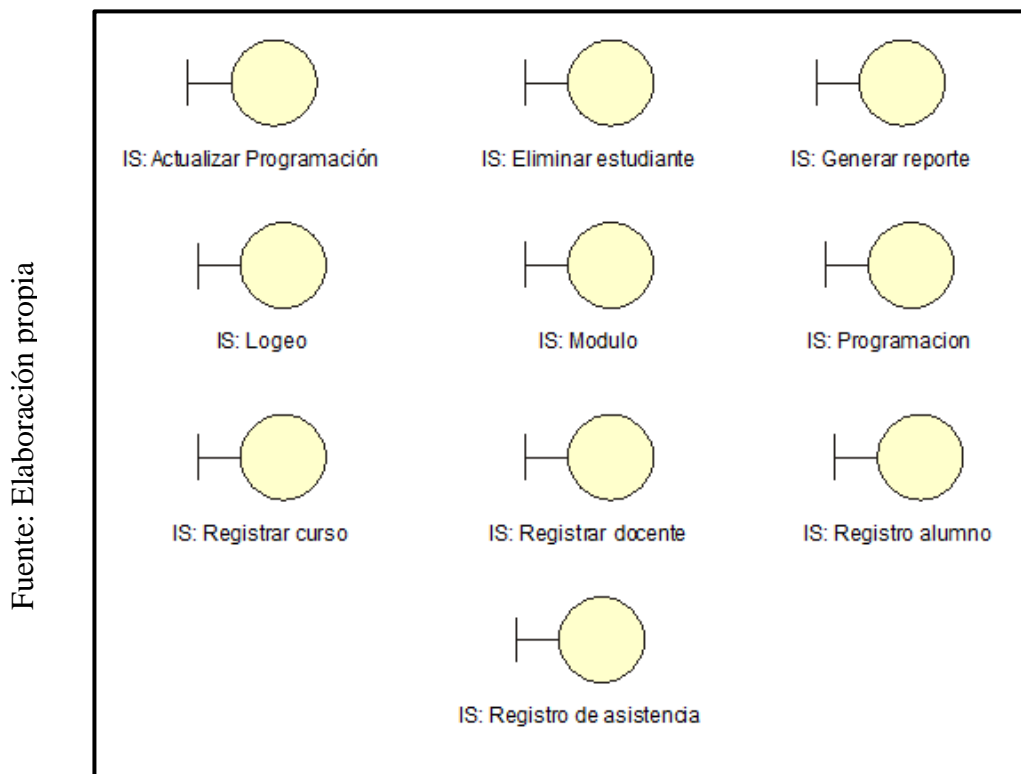 IS: Actualizar Programación
IS: Eliminar estudiante
IS: Generar reporte
IS: Logeo
IS: Modulo
IS: Programacion
IS: Registrar curso
IS: Registrar docente
IS: Registro alumno
IS: Registro de asistencia
Fuente: Elaboración propia